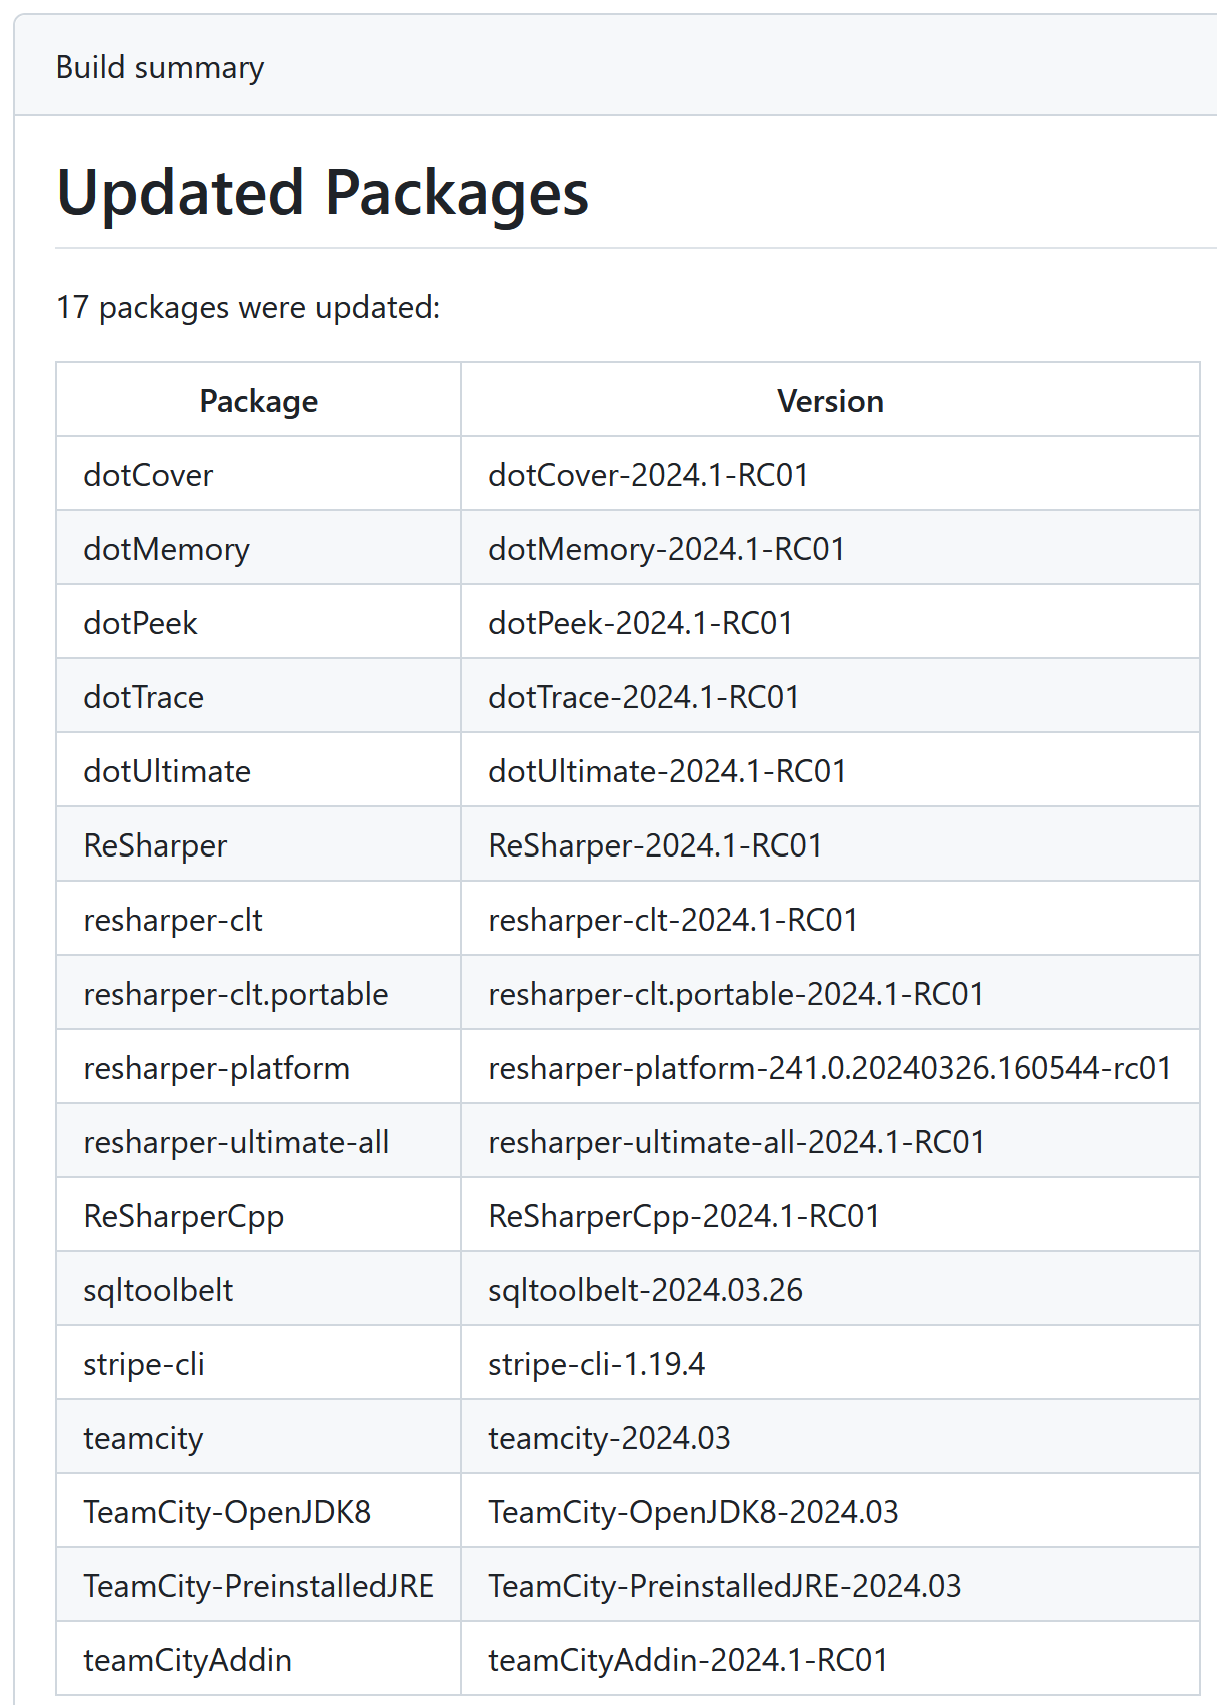 Build summary
Updated Packages
17 packages were updated:
Package Version
dotCover dotCover-2024.1-RC01
dotMemory dotMemory-2024.1-RC01
dotPeek dotPeek-2024.1-RC01
dotTrace dotTrace-2024.1-RC01
dotUltimate dotUltimate-2024.1-RC01
ReSharper ReSharper-2024.1-RC01
resharper-clt resharper-clt-2024.1-RC01
resharper-clt.portable resharper-clt.portable-2024.1-RC01
resharper-platform resharper-platform-241.0.20240326.160544-rc01
resharper-ultimate-all resharper-ultimate-all-2024.1-RC01
ReSharperCpp ReSharperCpp-2024.1-RC01
sqltoolbelt sqltoolbelt-2024.03.26
stripe-cli stripe-cli-1.19.4
teamcity teamcity-2024.03
TeamCity-OpenJDK8 TeamCity-OpenJDK8-2024.03
TeamCity-PreinstalledJRE TeamCity-PreinstalledJRE-2024.03
teamCityAddin teamCityAddin-2024.1-RC01